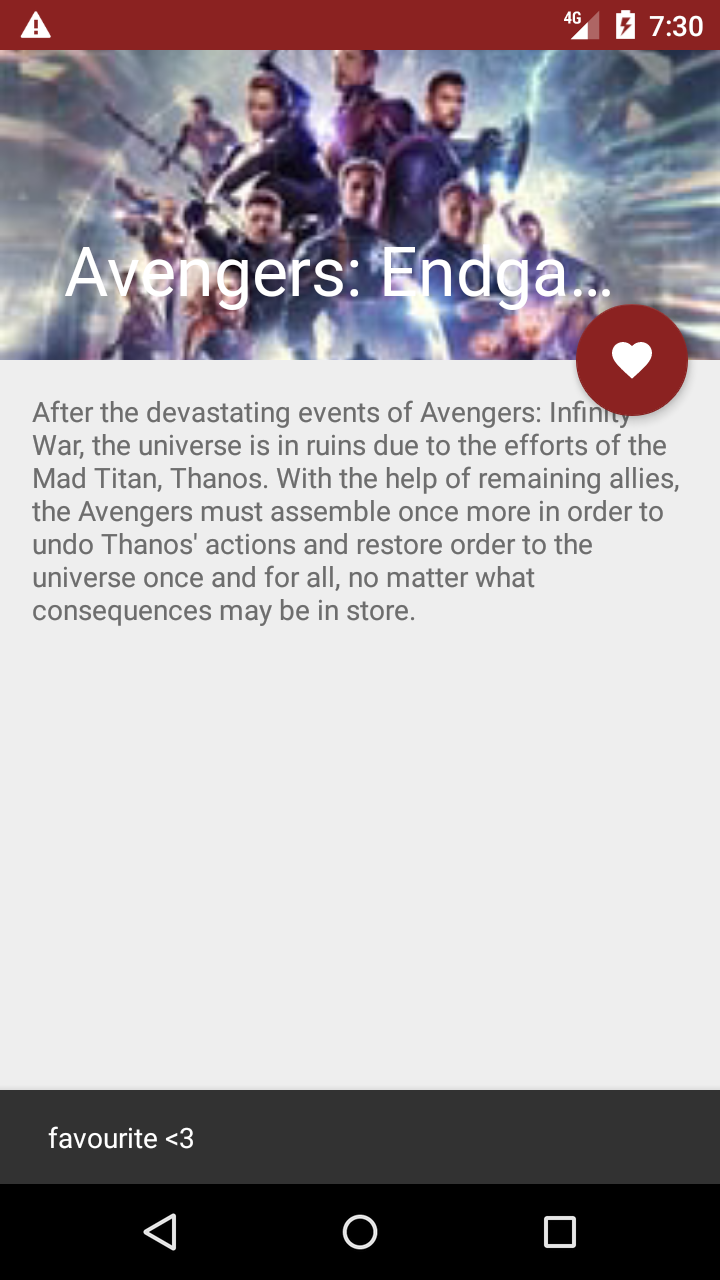 4G 7:30
Avengers: Endga...
After the devastating events of Avengers: Infinity
War, the universe is in ruins due to the efforts of the
Mad Titan, Thanos. With the help of remaining allies,
the Avengers must assemble once more in order to
undo Thanos' actions and restore order to the
universe once and for all, no matter what
consequences may be in store.
favourite <3